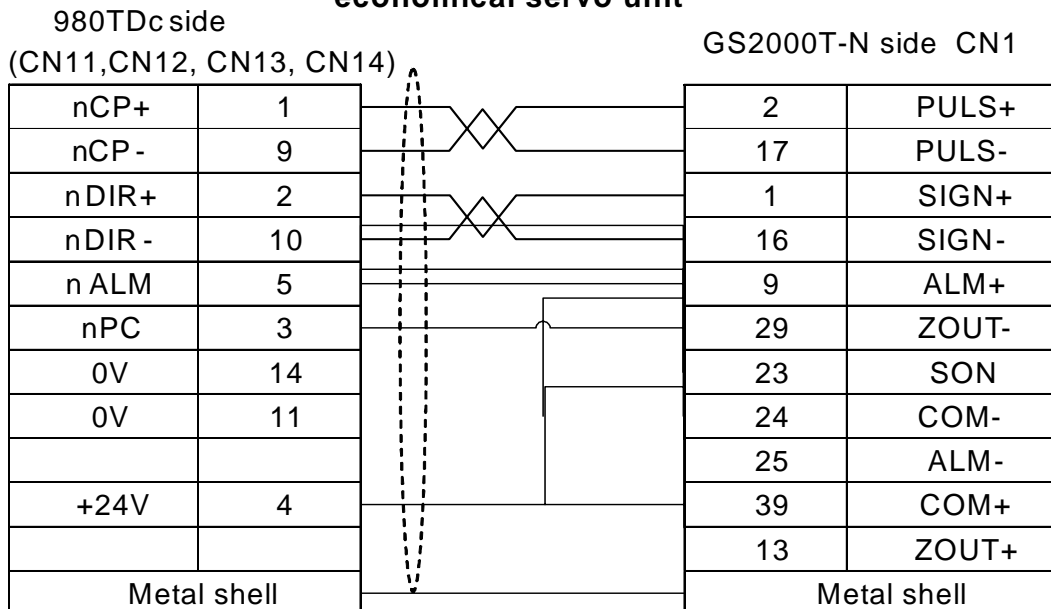 economical servo unit
980TDc side
(CN11,CN12, CN13, CN14)
GS2000T-N side CN1
nCP+ 1 2 PULS+
nCP- 9 17 PULS-
nDIR+ 2 1 SIGN+
nDIR- 10 16 SIGN-
nALM 5 9 ALM+
nPC 3 29 ZOUT-
0V 14 23 SON
0V 11 24 COM-
25 ALM-
+24V 4 39 COM+
13 ZOUT+
Metal shell Metal shell